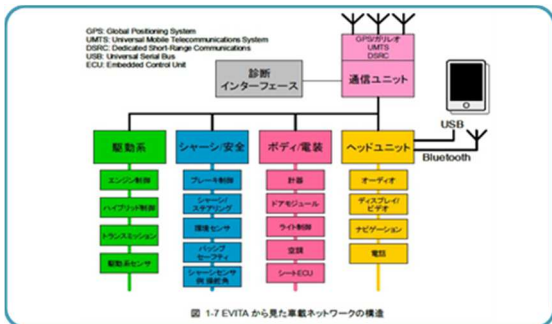 GPS: Global Positioning System
UMTS: Universal Mobile Telecommunications System
DSRC: Dedicated Short-Range Communications
USB: Universal Serial Bus
ECU: Embedded Control Unit
GPS/ガリレオ
UMTS
DSRC
通信ユニット
診断
インターフェース
USB
Bluetooth
駆動系
エンジン制御
ハイブリッド制御
トランスミッション
駆動系センサ
シャーシ/安全
ブレーキ制御
シャーシ/
ステアリング
環境センサ
パッシブ
セーフティ
シャーシセンサ
例 操舵角
ボディ/電装
計器
ドアモジュール
ライト制御
空調
シートECU
ヘッドユニット
オーディオ
ディスプレイ/
ビデオ
ナビゲーション
電話
図 1-7 EVITA から見た車載ネットワークの構造